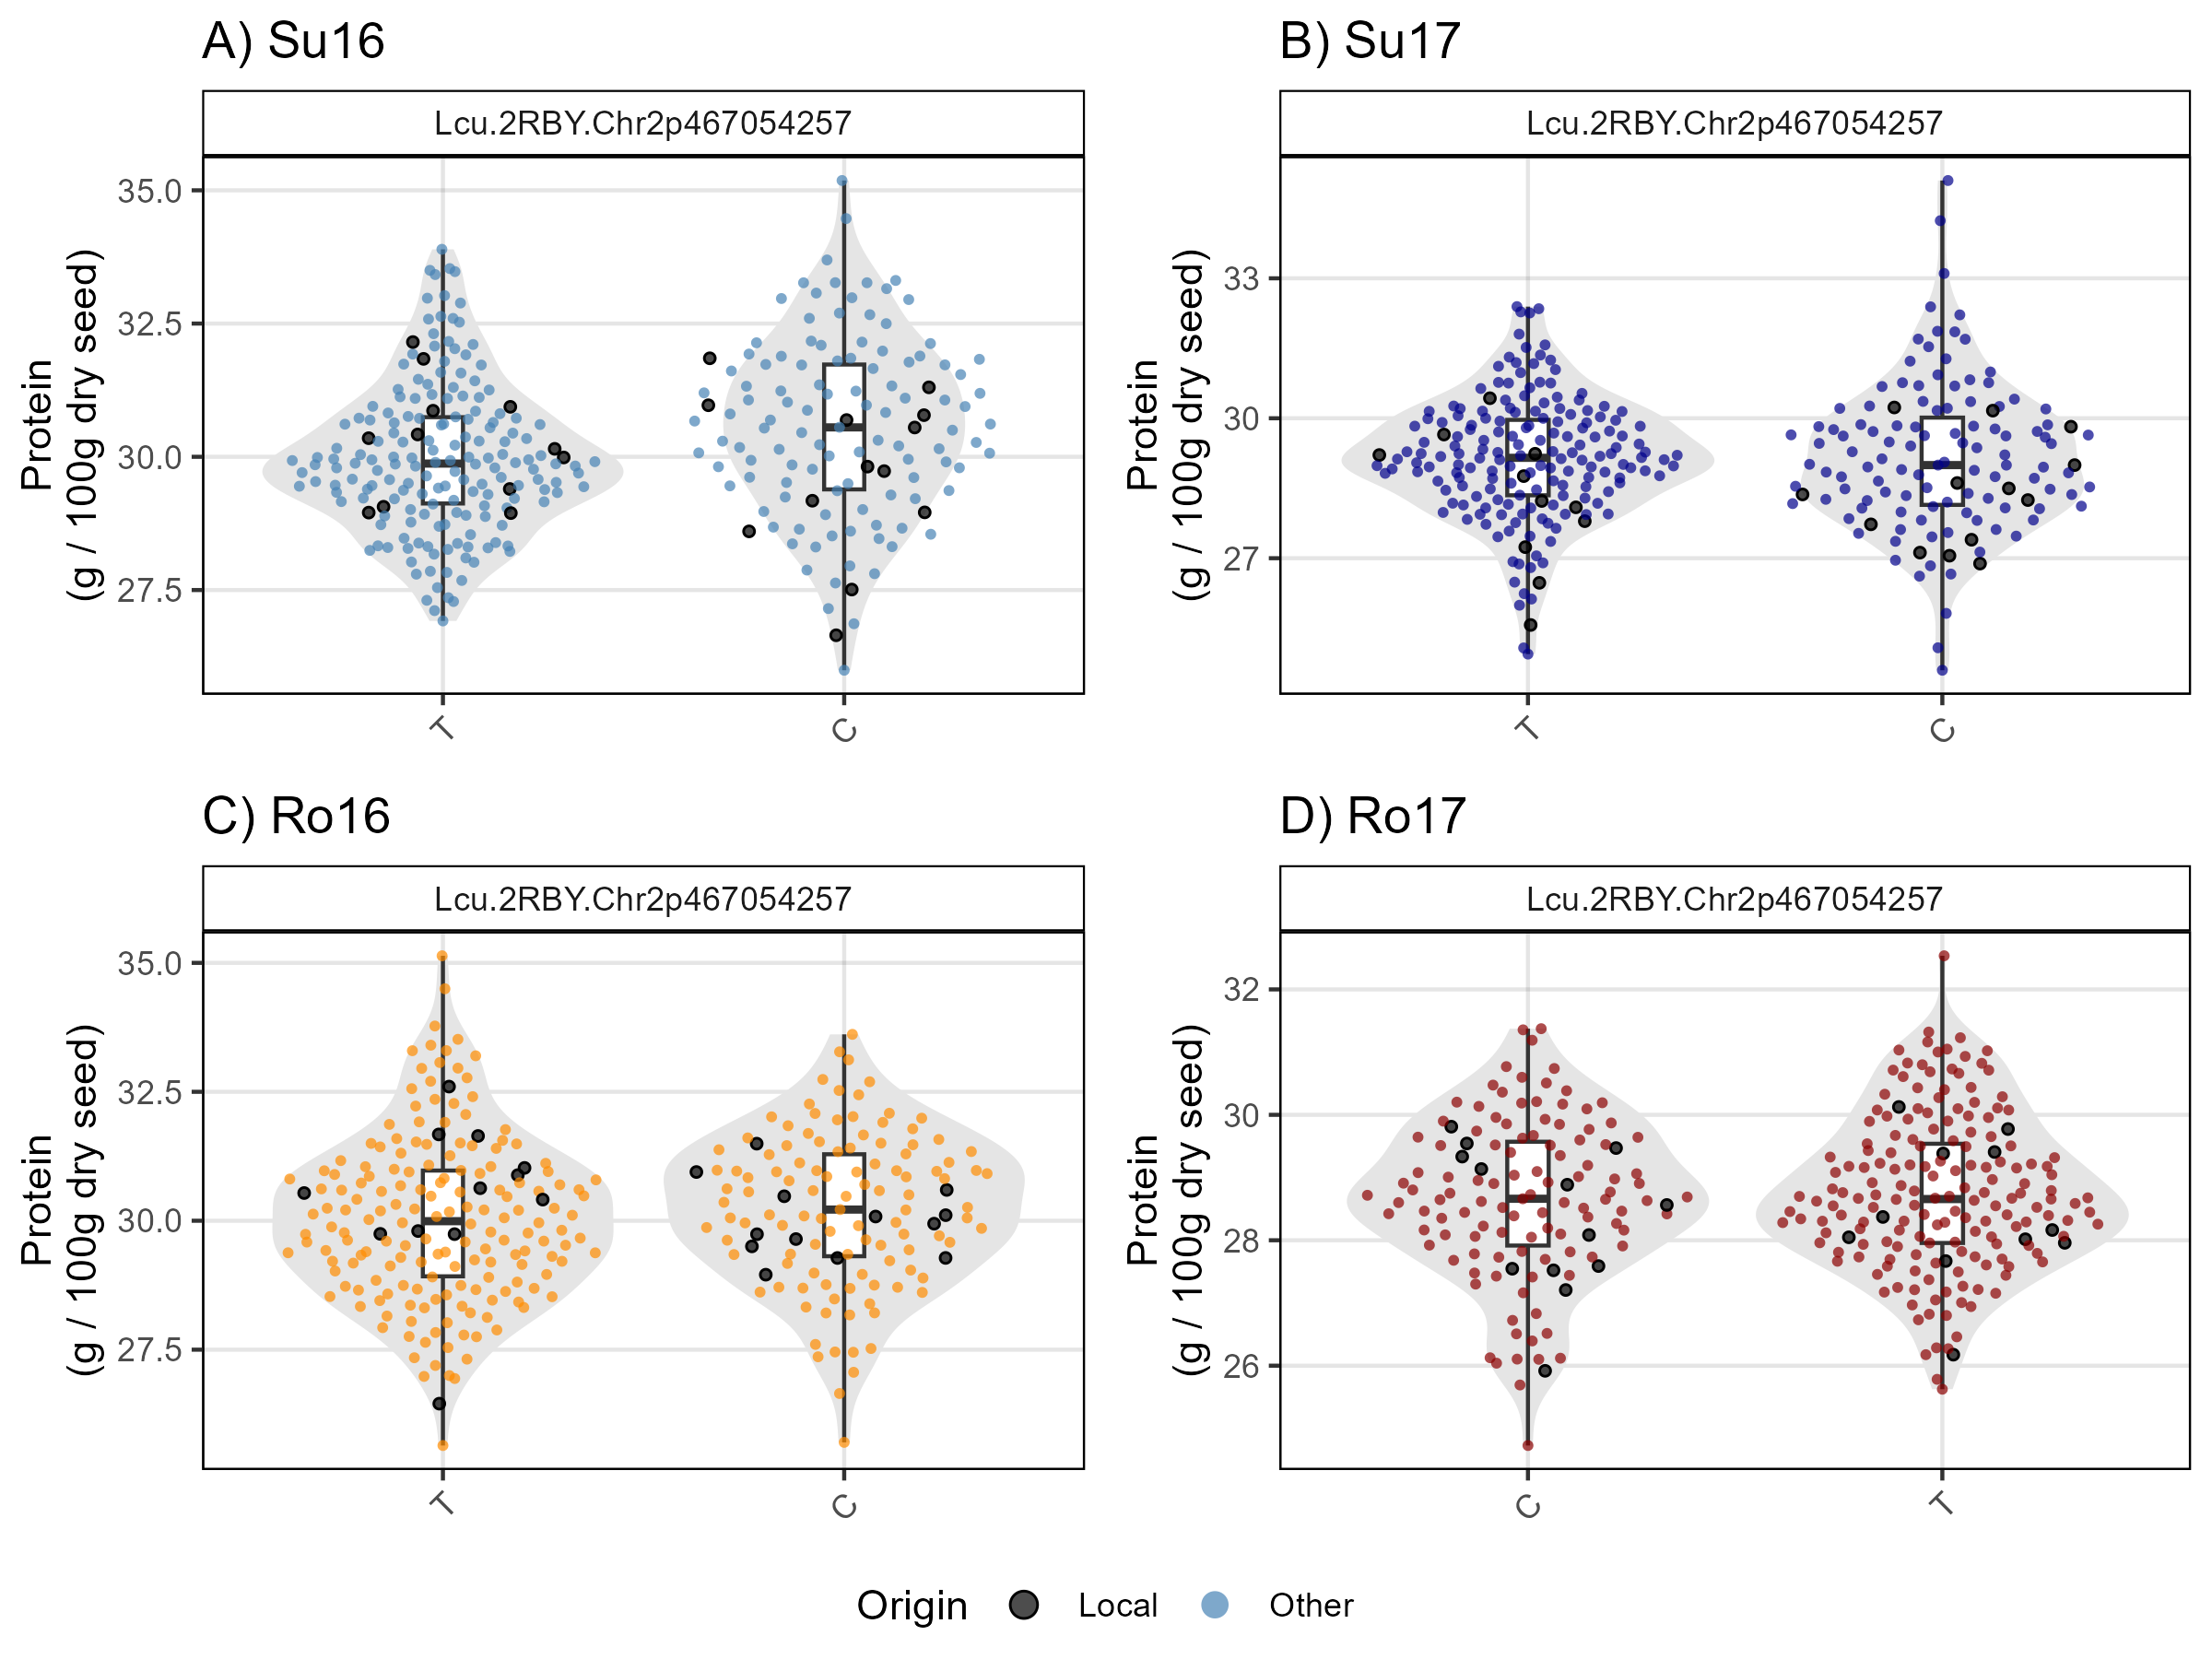 A) Su16
Lcu.2RBY.Chr2p467054257
Protein
(g / 100g dry seed)
35.0
32.5
30.0
27.5
T
C
B) Su17
Lcu.2RBY.Chr2p467054257
Protein
(g / 100g dry seed)
33
30
27
T
C
C) Ro16
Lcu.2RBY.Chr2p467054257
Protein
(g / 100g dry seed)
35.0
32.5
30.0
27.5
T
C
D) Ro17
Lcu.2RBY.Chr2p467054257
Protein
(g / 100g dry seed)
32
30
28
26
C
T
Origin Local Other